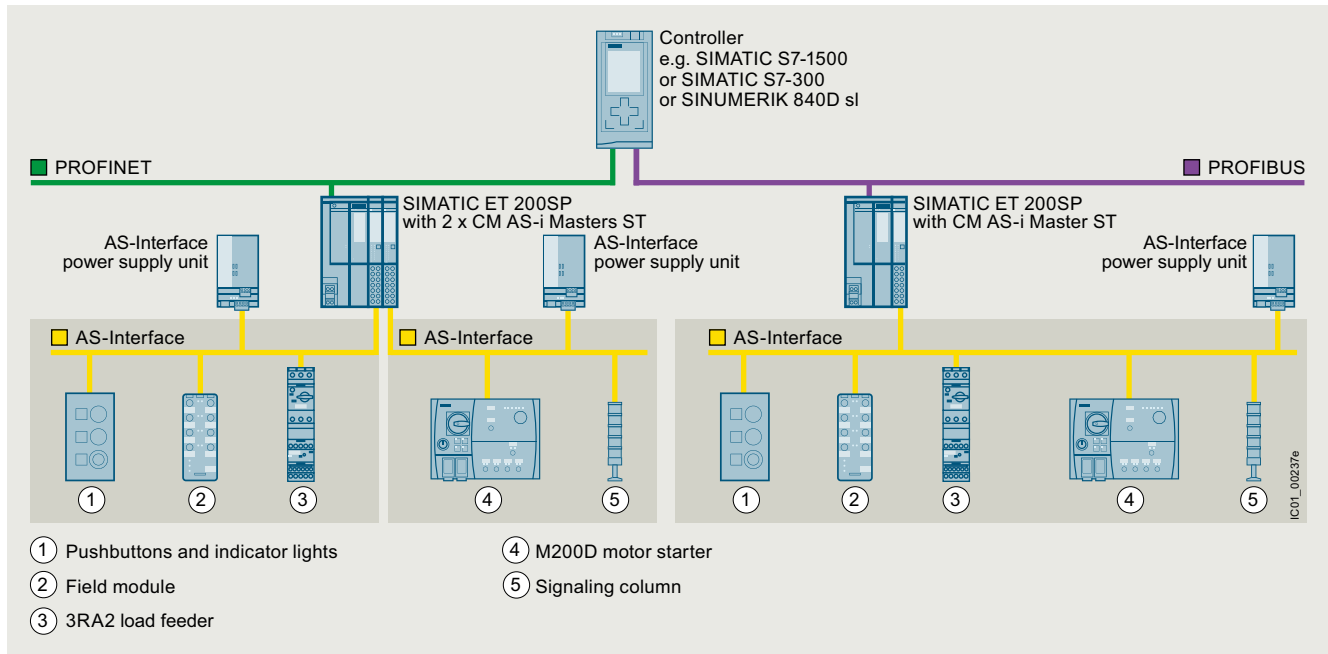 Controller
e.g. SIMATIC S7-1500
or SIMATIC S7-300
or SINUMERIK 840D sl
PROFINET
PROFIBUS
SIMATIC ET 200SP
with 2 x CM AS-i Masters ST
SIMATIC ET 200SP
with CM AS-i Master ST
AS-Interface
power supply unit
AS-Interface
power supply unit
AS-Interface
power supply unit
AS-Interface
AS-Interface
AS-Interface
1
2
3
4
5
1
2
3
4
5
IC01_00237e
1 Pushbuttons and indicator lights
2 Field module
3 3RA2 load feeder
4 M200D motor starter
5 Signaling column